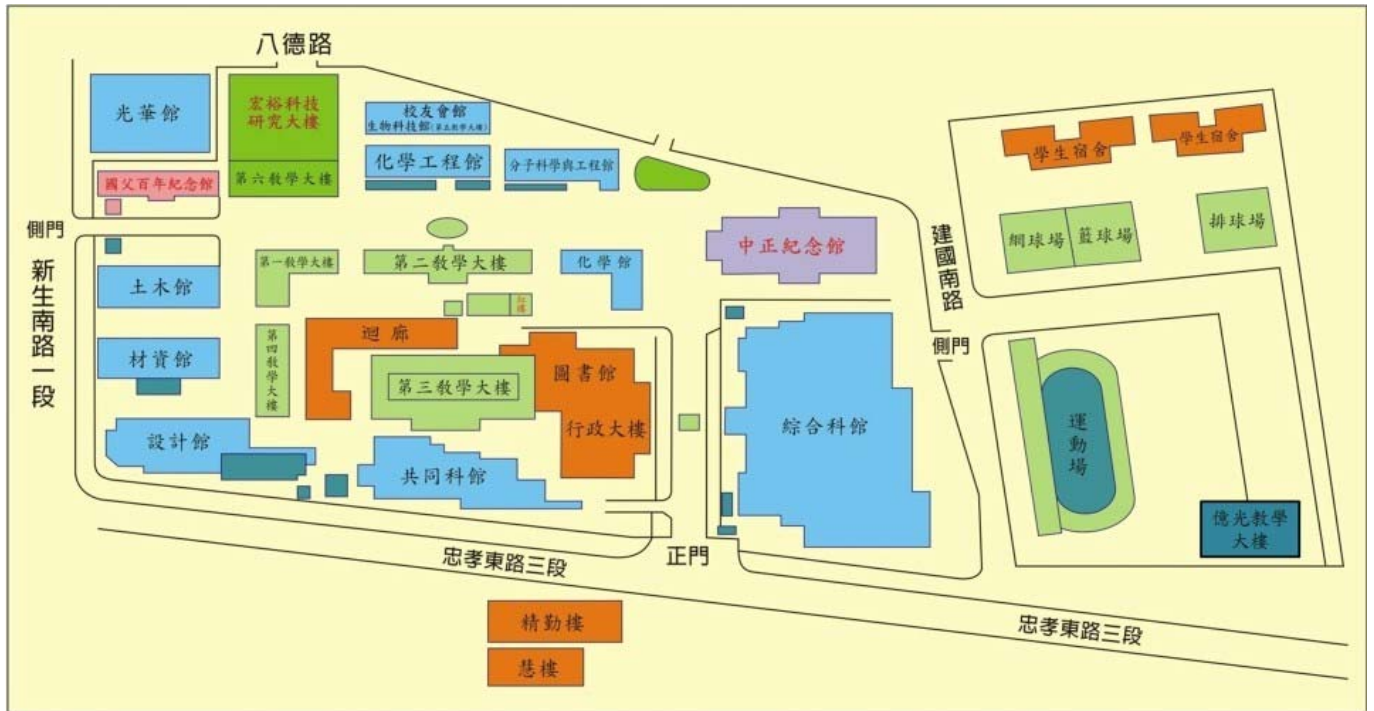 八德路
光華館
宏裕科技
研究大樓
第六教學大樓
校友會館
生物科技館(第五教學大樓)
化學工程館
分子科學與工程館
國父百年紀念館
側門
新生南路一段
土木館
材資館
設計館
第一教學大樓
第二教學大樓
化學館
紅樓
第四教學大樓
迴廊
第三教學大樓
圖書館
行政大樓
共同科館
中正紀念館
綜合科館
建國南路
側門
學生宿舍
學生宿舍
網球場
籃球場
排球場
運動場
億光教學
大樓
忠孝東路三段
正門
忠孝東路三段
精勤樓
慧樓